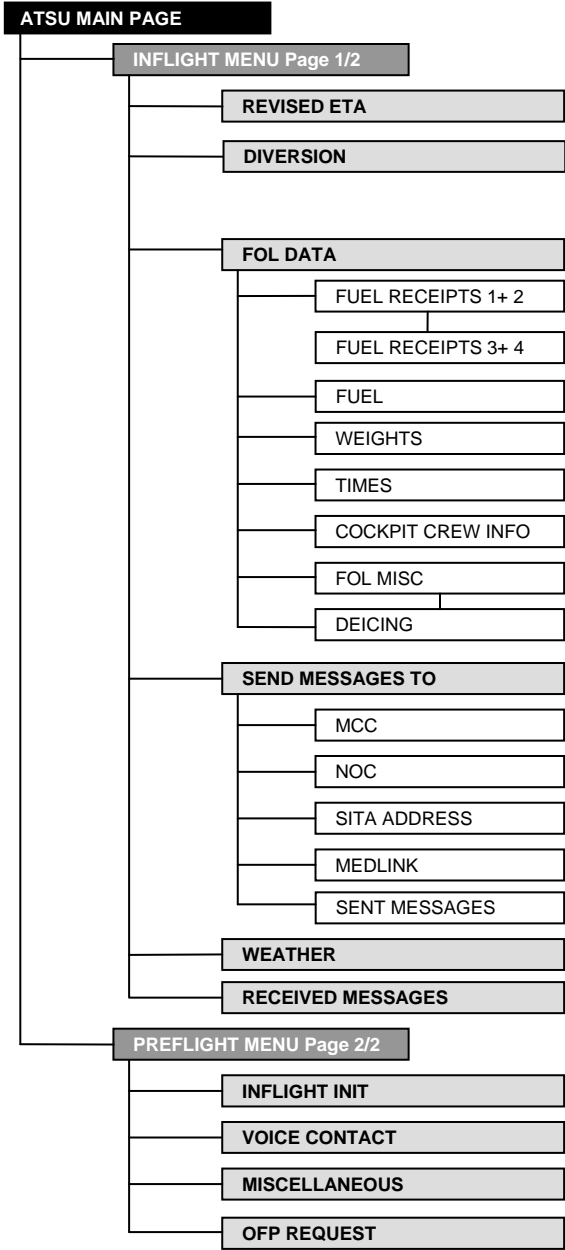 ATSU MAIN PAGE
INFLIGHT MENU Page 1/2
REVISED ETA
DIVERSION
FOL DATA
FUEL RECEIPTS 1+ 2
FUEL RECEIPTS 3+ 4
FUEL
WEIGHTS
TIMES
COCKPIT CREW INFO
FOL MISC
DEICING
SEND MESSAGES TO
MCC
NOC
SITA ADDRESS
MEDLINK
SENT MESSAGES
WEATHER
RECEIVED MESSAGES
PREFLIGHT MENU Page 2/2
INFLIGHT INIT
VOICE CONTACT
MISCELLANEOUS
OFP REQUEST